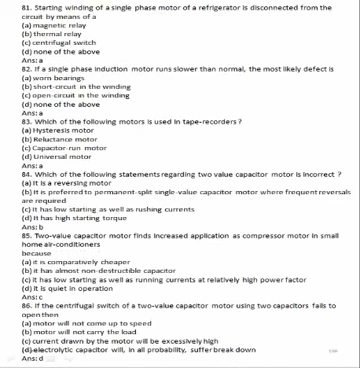 81. Starting winding of a single phase motor of a refrigerator is disconnected from the
circuit by means of a
(a) magnetic relay
(b) thermal relay
(c) centrifugal switch
(d) none of the above
Ans: a
82. If a single phase induction motor runs slower than normal, the most likely defect is
(a) worn bearings
(b) short-circuit in the winding
(c) open-circuit in the winding
(d) none of the above
Ans: a
83. Which of the following motors is used in tape-recorders ?
(a) Hysteresis motor
(b) Reluctance motor
(c) Capacitor-run motor
(d) Universal motor
Ans: a
84. Which of the following statements regarding two value capacitor motor is incorrect ?
(a) It is a reversing motor
(b) It is preferred to permanent-split single-value capacitor motor where frequent reversals
are required
(c) It has low starting as well as rushing currents
(d) It has high starting torque
Ans: b
85. Two-value capacitor motor finds increased application as compressor motor in small
home air-conditioners
because
(a) it is comparatively cheaper
(b) it has almost non-destructible capacitor
(c) it has low starting as well as running currents at relatively high power factor
(d) it is quiet in operation
Ans: c
86. If the centrifugal switch of a two-value capacitor motor using two capacitors fails to
open then
(a) motor will not come up to speed
(b) motor will not carry the load
(c) current drawn by the motor will be excessively high
(d) electrolytic capacitor will, in all probability, suffer break down
Ans: d